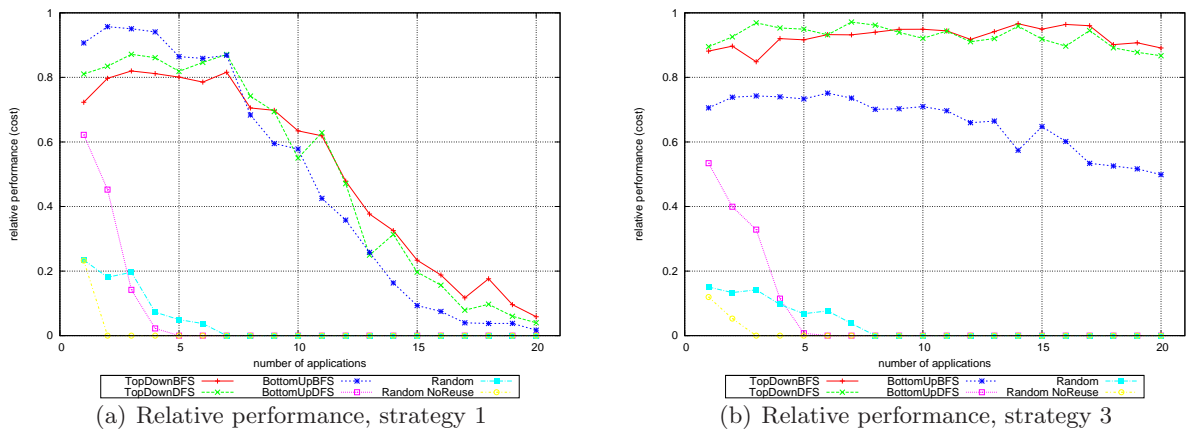 1
0.8
0.6
0.4
0.2
0
relative performance (cost)
0 5 10 15 20
number of applications
TopDownBFS BottomUpBFS Random
TopDownDFS BottomUpDFS Random NoReuse
(a) Relative performance, strategy 1
1
0.8
0.6
0.4
0.2
0
relative performance (cost)
0 5 10 15 20
number of applications
TopDownBFS BottomUpBFS Random
TopDownDFS BottomUpDFS Random NoReuse
(b) Relative performance, strategy 3